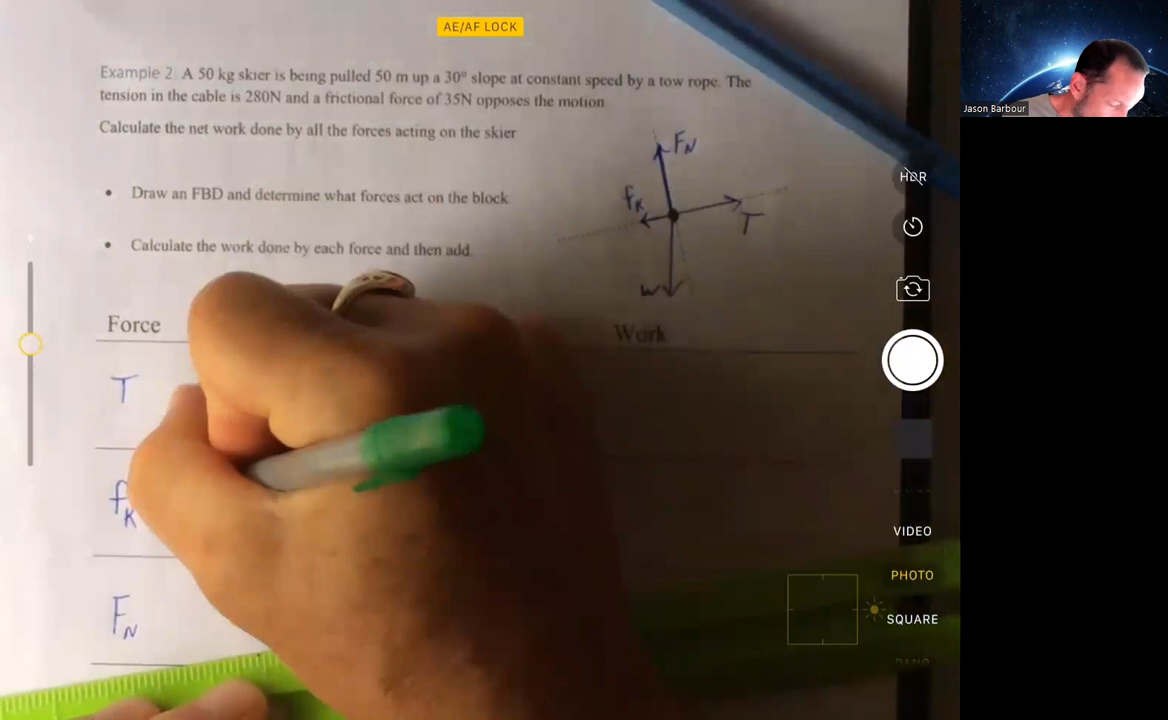 AE/AF LOCK
Jason Barbour
Example 2. A 50 kg skier is being pulled 50 m up a 30° slope at constant speed by a tow rope. The
tension in the cable is 280N and a frictional force of 35N opposes the motion
Calculate the net work done by all the forces acting on the skier
• Draw an FBD and determine what forces act on the block
• Calculate the work done by each force and then add.
FN
fK
T
W
HDR
Force Work
T
fK
FN
VIDEO
PHOTO
SQUARE